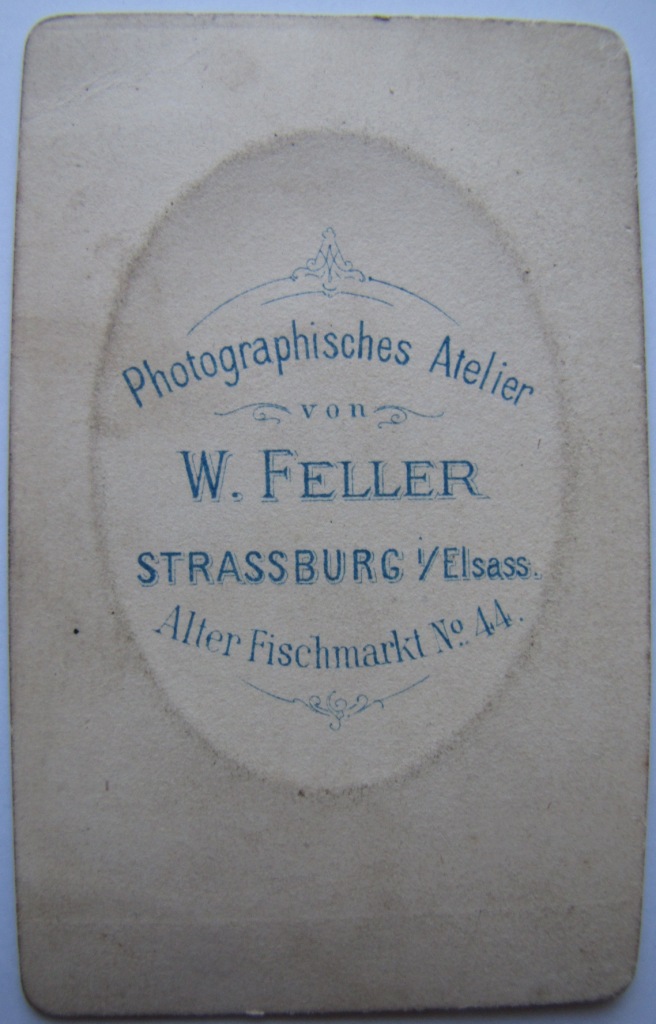 Photographisches Atelier
von
W. FELLER
STRASSBURG i/Elsass.
Alter Fischmarkt No. 44.